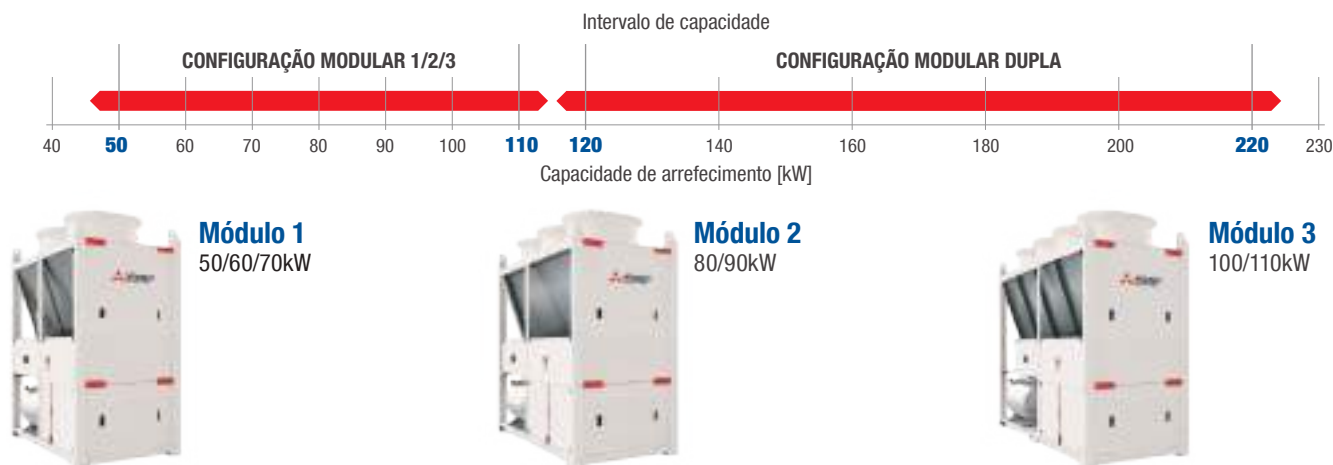 Intervalo de capacidade
CONFIGURAÇÃO MODULAR 1/2/3
CONFIGURAÇÃO MODULAR DUPLA
40 50 60 70 80 90 100 110 120 140 160 180 200 220 230
Capacidade de arrefecimento [kW]
Módulo 1
50/60/70kW
Módulo 2
80/90kW
Módulo 3
100/110kW